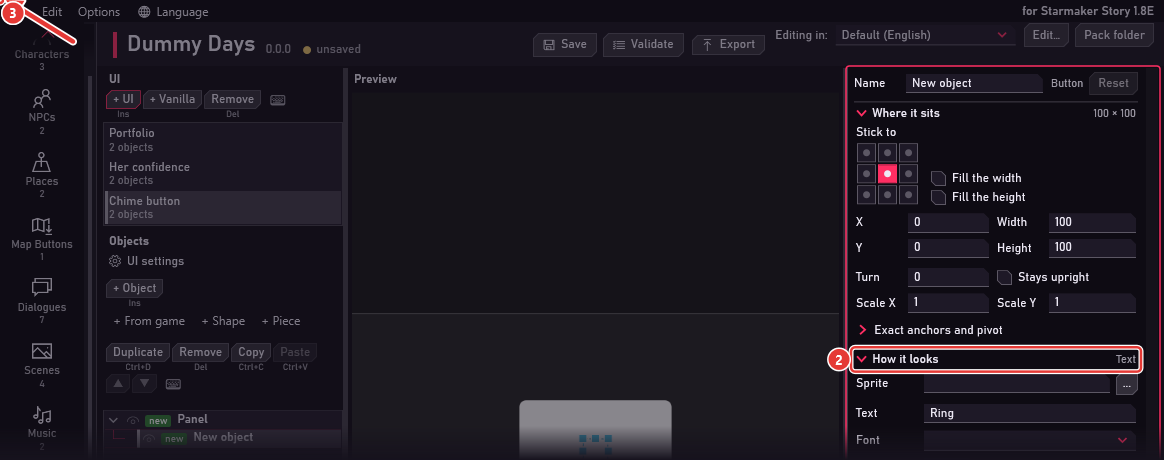 3
Edit Options Language
for Starmaker Story 1.8E
Characters
3
NPCs
2
Places
2
Map Buttons
1
Dialogues
7
Scenes
4
Music
2
Dummy Days 0.0.0 unsaved
Save Validate Export
Editing in: Default (English) Edit... Pack folder
UI
+ UI + Vanilla Remove
Ins Del
Portfolio
2 objects
Her confidence
2 objects
Chime button
2 objects
Objects
UI settings
+ Object
Ins
+ From game + Shape + Piece
Duplicate Remove Copy Paste
Ctrl+D Del Ctrl+C Ctrl+V
new Panel
new New object
Preview
Name New object Button Reset
Where it sits 100 × 100
Stick to
Fill the width
Fill the height
X 0 Width 100
Y 0 Height 100
Turn 0 Stays upright
Scale X 1 Scale Y 1
Exact anchors and pivot
2 How it looks Text
Sprite ...
Text Ring
Font